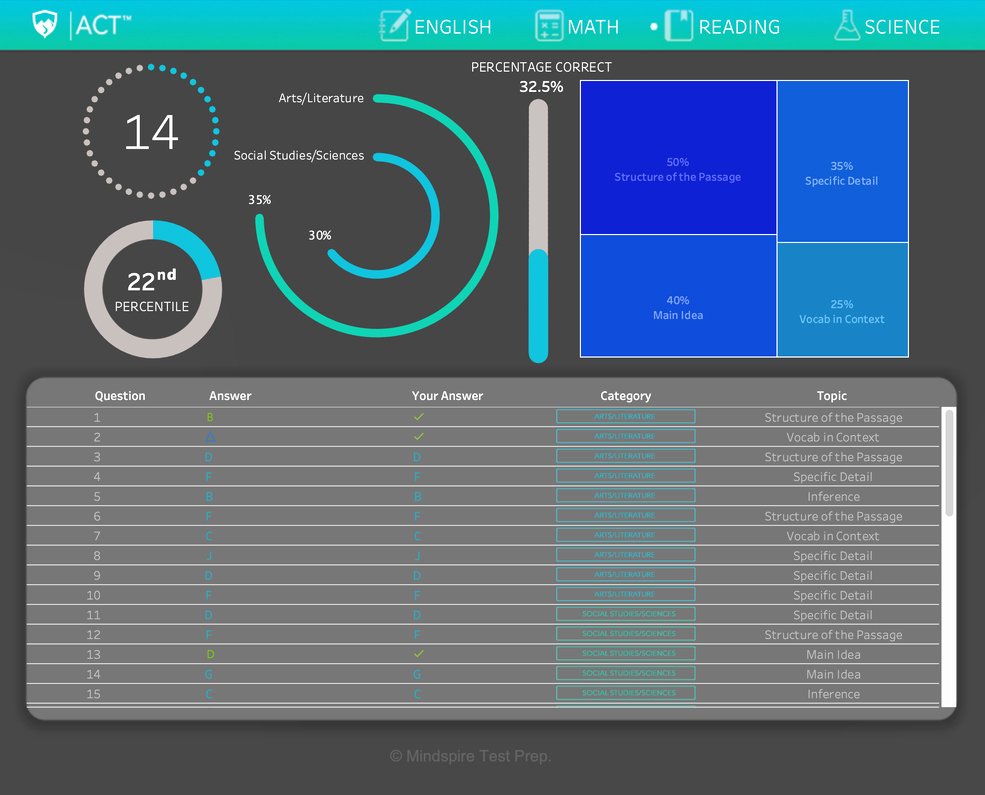 ACT™
ENGLISH
MATH
READING
SCIENCE
PERCENTAGE CORRECT
32.5%
14
Arts/Literature
Social Studies/Sciences
35%
30%
22nd
PERCENTILE
50%
Structure of the Passage
35%
Specific Detail
40%
Main Idea
25%
Vocab in Context
Question Answer Your Answer Category Topic
1 B ✓ ARTS/LITERATURE Structure of the Passage
2 ✓ ARTS/LITERATURE Vocab in Context
3 D D ARTS/LITERATURE Structure of the Passage
4 F F ARTS/LITERATURE Specific Detail
5 B B ARTS/LITERATURE Inference
6 F F ARTS/LITERATURE Structure of the Passage
7 C C ARTS/LITERATURE Vocab in Context
8 J J ARTS/LITERATURE Specific Detail
9 D D ARTS/LITERATURE Specific Detail
10 F F ARTS/LITERATURE Specific Detail
11 D D SOCIAL STUDIES/SCIENCES Specific Detail
12 F F SOCIAL STUDIES/SCIENCES Structure of the Passage
13 D ✓ SOCIAL STUDIES/SCIENCES Main Idea
14 G G SOCIAL STUDIES/SCIENCES Main Idea
15 C C SOCIAL STUDIES/SCIENCES Inference
© Mindspire Test Prep.